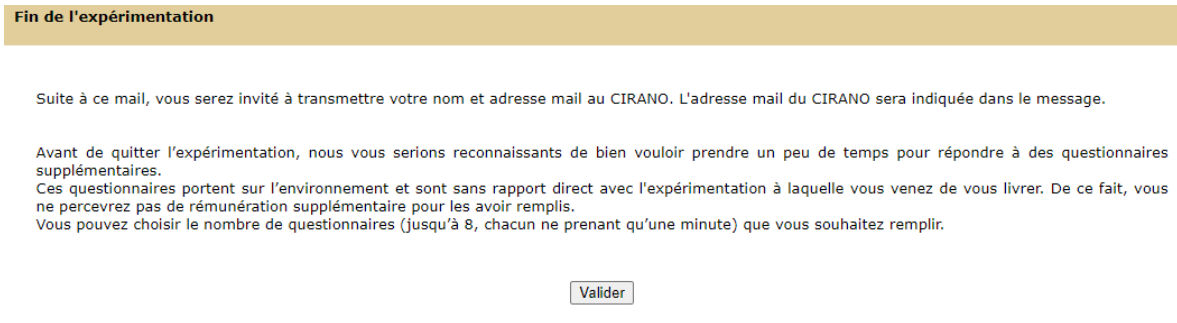 Fin de l'expérimentation
Suite à ce mail, vous serez invité à transmettre votre nom et adresse mail au CIRANO. L'adresse mail du CIRANO sera indiquée dans le message.
Avant de quitter l’expérimentation, nous vous serions reconnaissants de bien vouloir prendre un peu de temps pour répondre à des questionnaires
supplémentaires.
Ces questionnaires portent sur l’environnement et sont sans rapport direct avec l'expérimentation à laquelle vous venez de vous livrer. De ce fait, vous
ne percevrez pas de rémunération supplémentaire pour les avoir remplis.
Vous pouvez choisir le nombre de questionnaires (jusqu’à 8, chacun ne prenant qu’une minute) que vous souhaitez remplir.
Valider